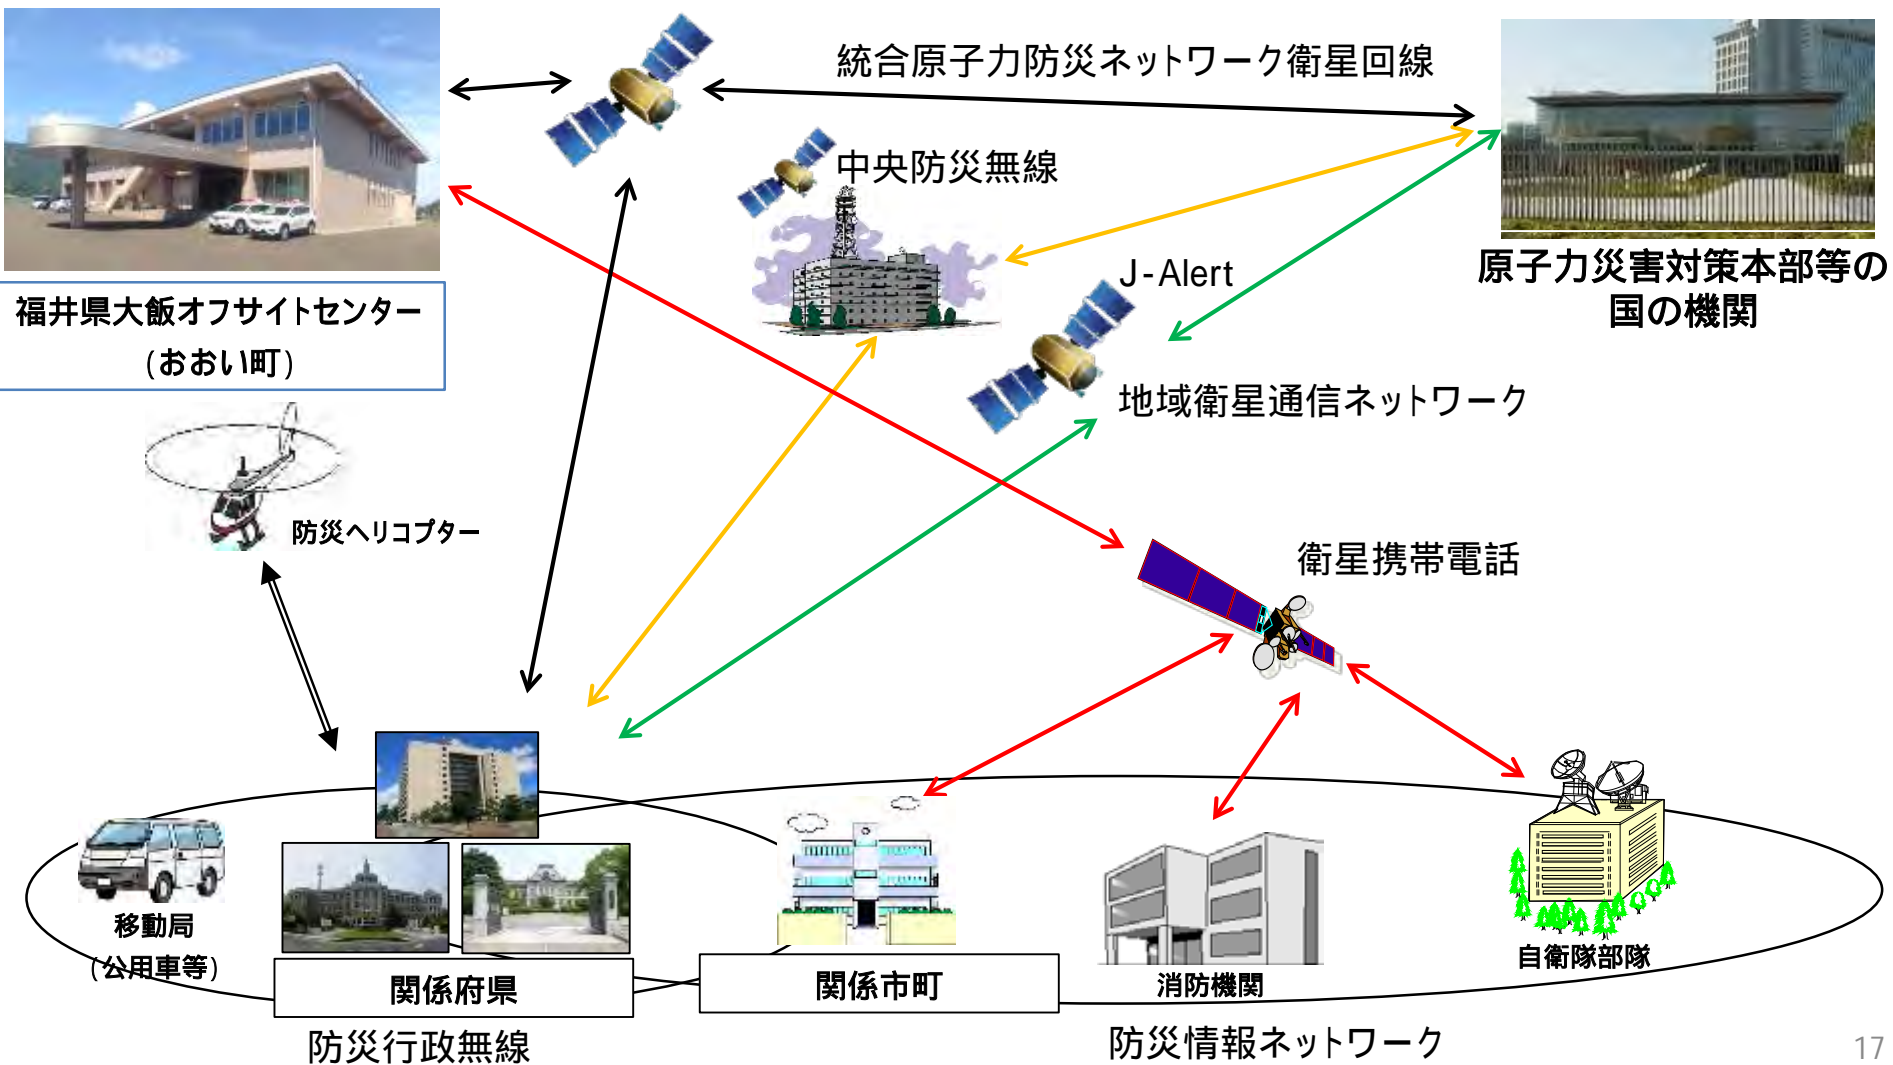 統合原子力防災ネットワーク衛星回線
中央防災無線
J-Alert
原子力災害対策本部等の
国の機関
福井県大飯オフサイトセンター
(おおい町)
地域衛星通信ネットワーク
防災ヘリコプター
衛星携帯電話
移動局
(公用車等)
関係府県
関係市町
消防機関
自衛隊部隊
防災行政無線
防災情報ネットワーク
17